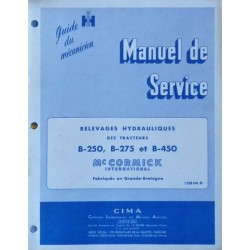 Guide
du
mécanicien
IH
Manuel de
Service
RELEVAGES HYDRAULIQUES
DES TRACTEURS
B-250, B-275 et B-450
McCORMICK
INTERNATIONAL
Fabriqués en Grande-Bretagne
CIMA